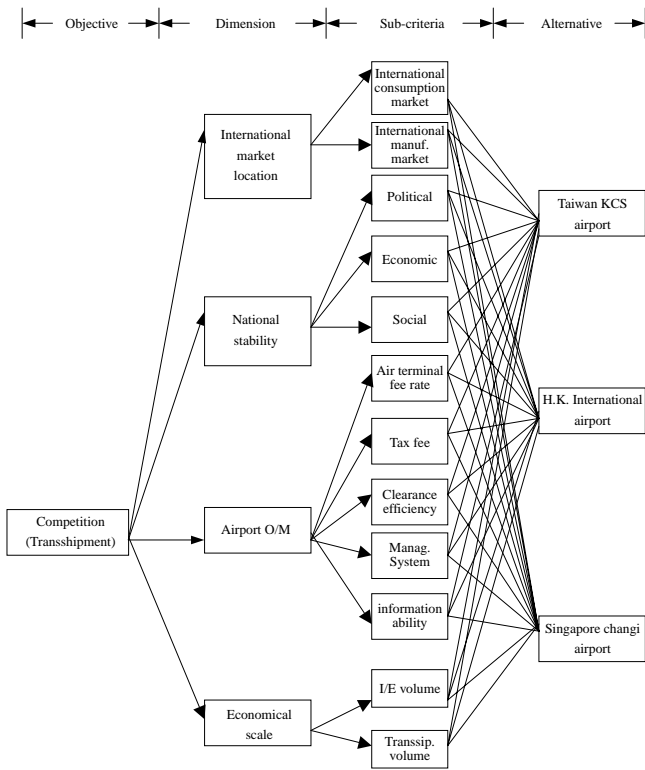 Objective Dimension Sub-criteria Alternative
International
consumption
market
International
manuf.
market
International
market
location
Political
Taiwan KCS
airport
Economic
National
stability
Social
Air terminal
fee rate
H.K. International
airport
Tax fee
Clearance
efficiency
Competition
(Transshipment)
Airport O/M
Manag.
System
information
ability
Singapore changi
airport
I/E volume
Economical
scale
Transsip.
volume